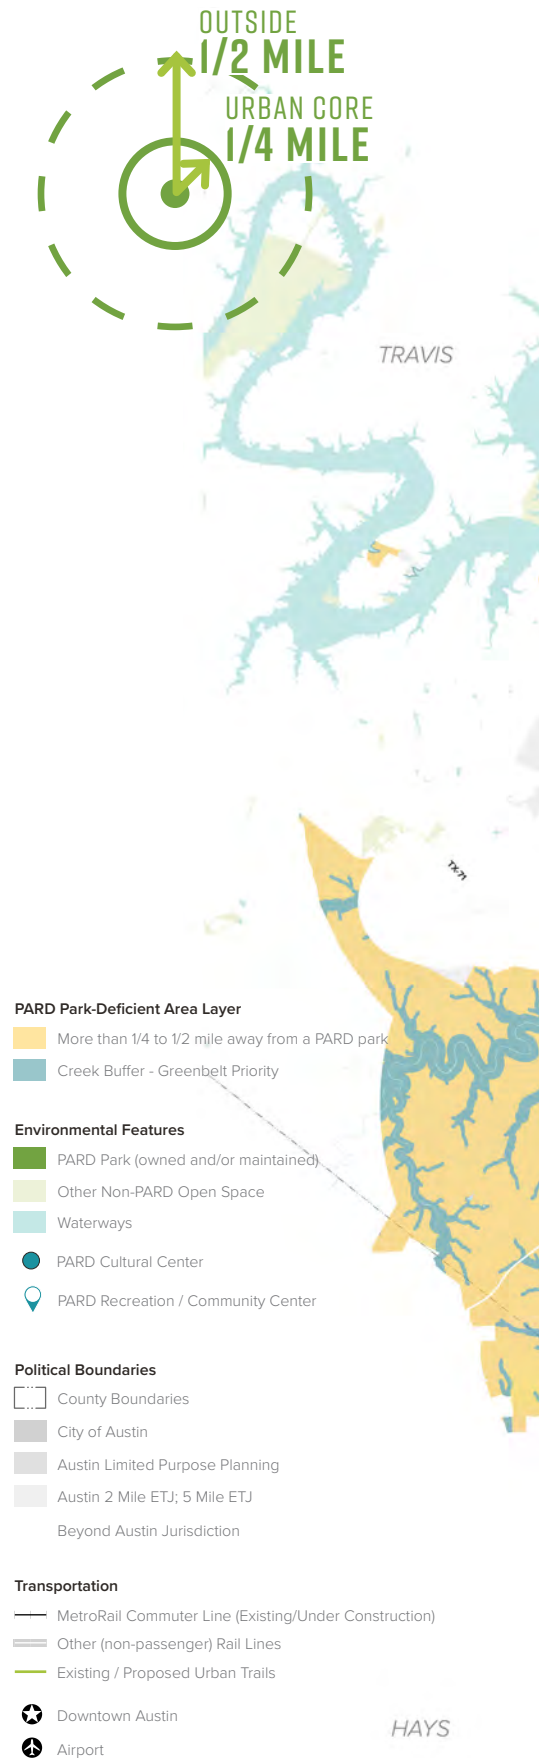 OUTSIDE
1/2 MILE
URBAN CORE
1/4 MILE
TRAVIS
TX-71
PARD Park-Deficient Area Layer
More than 1/4 to 1/2 mile away from a PARD park
Creek Buffer - Greenbelt Priority
Environmental Features
PARD Park (owned and/or maintained)
Other Non-PARD Open Space
Waterways
PARD Cultural Center
PARD Recreation / Community Center
Political Boundaries
County Boundaries
City of Austin
Austin Limited Purpose Planning
Austin 2 Mile ETJ; 5 Mile ETJ
Beyond Austin Jurisdiction
Transportation
MetroRail Commuter Line (Existing/Under Construction)
Other (non-passenger) Rail Lines
Existing / Proposed Urban Trails
Downtown Austin
HAYS
Airport